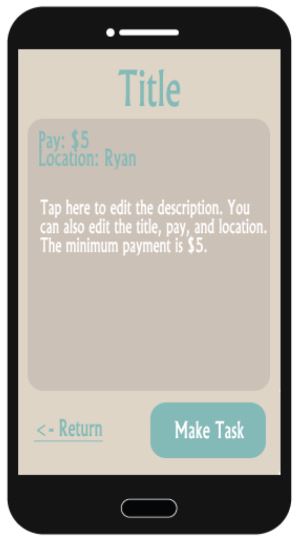 Title
Pay: $5
Location: Ryan
Tap here to edit the description. You
can also edit the title, pay, and location.
The minimum payment is $5.
<- Return
Make Task